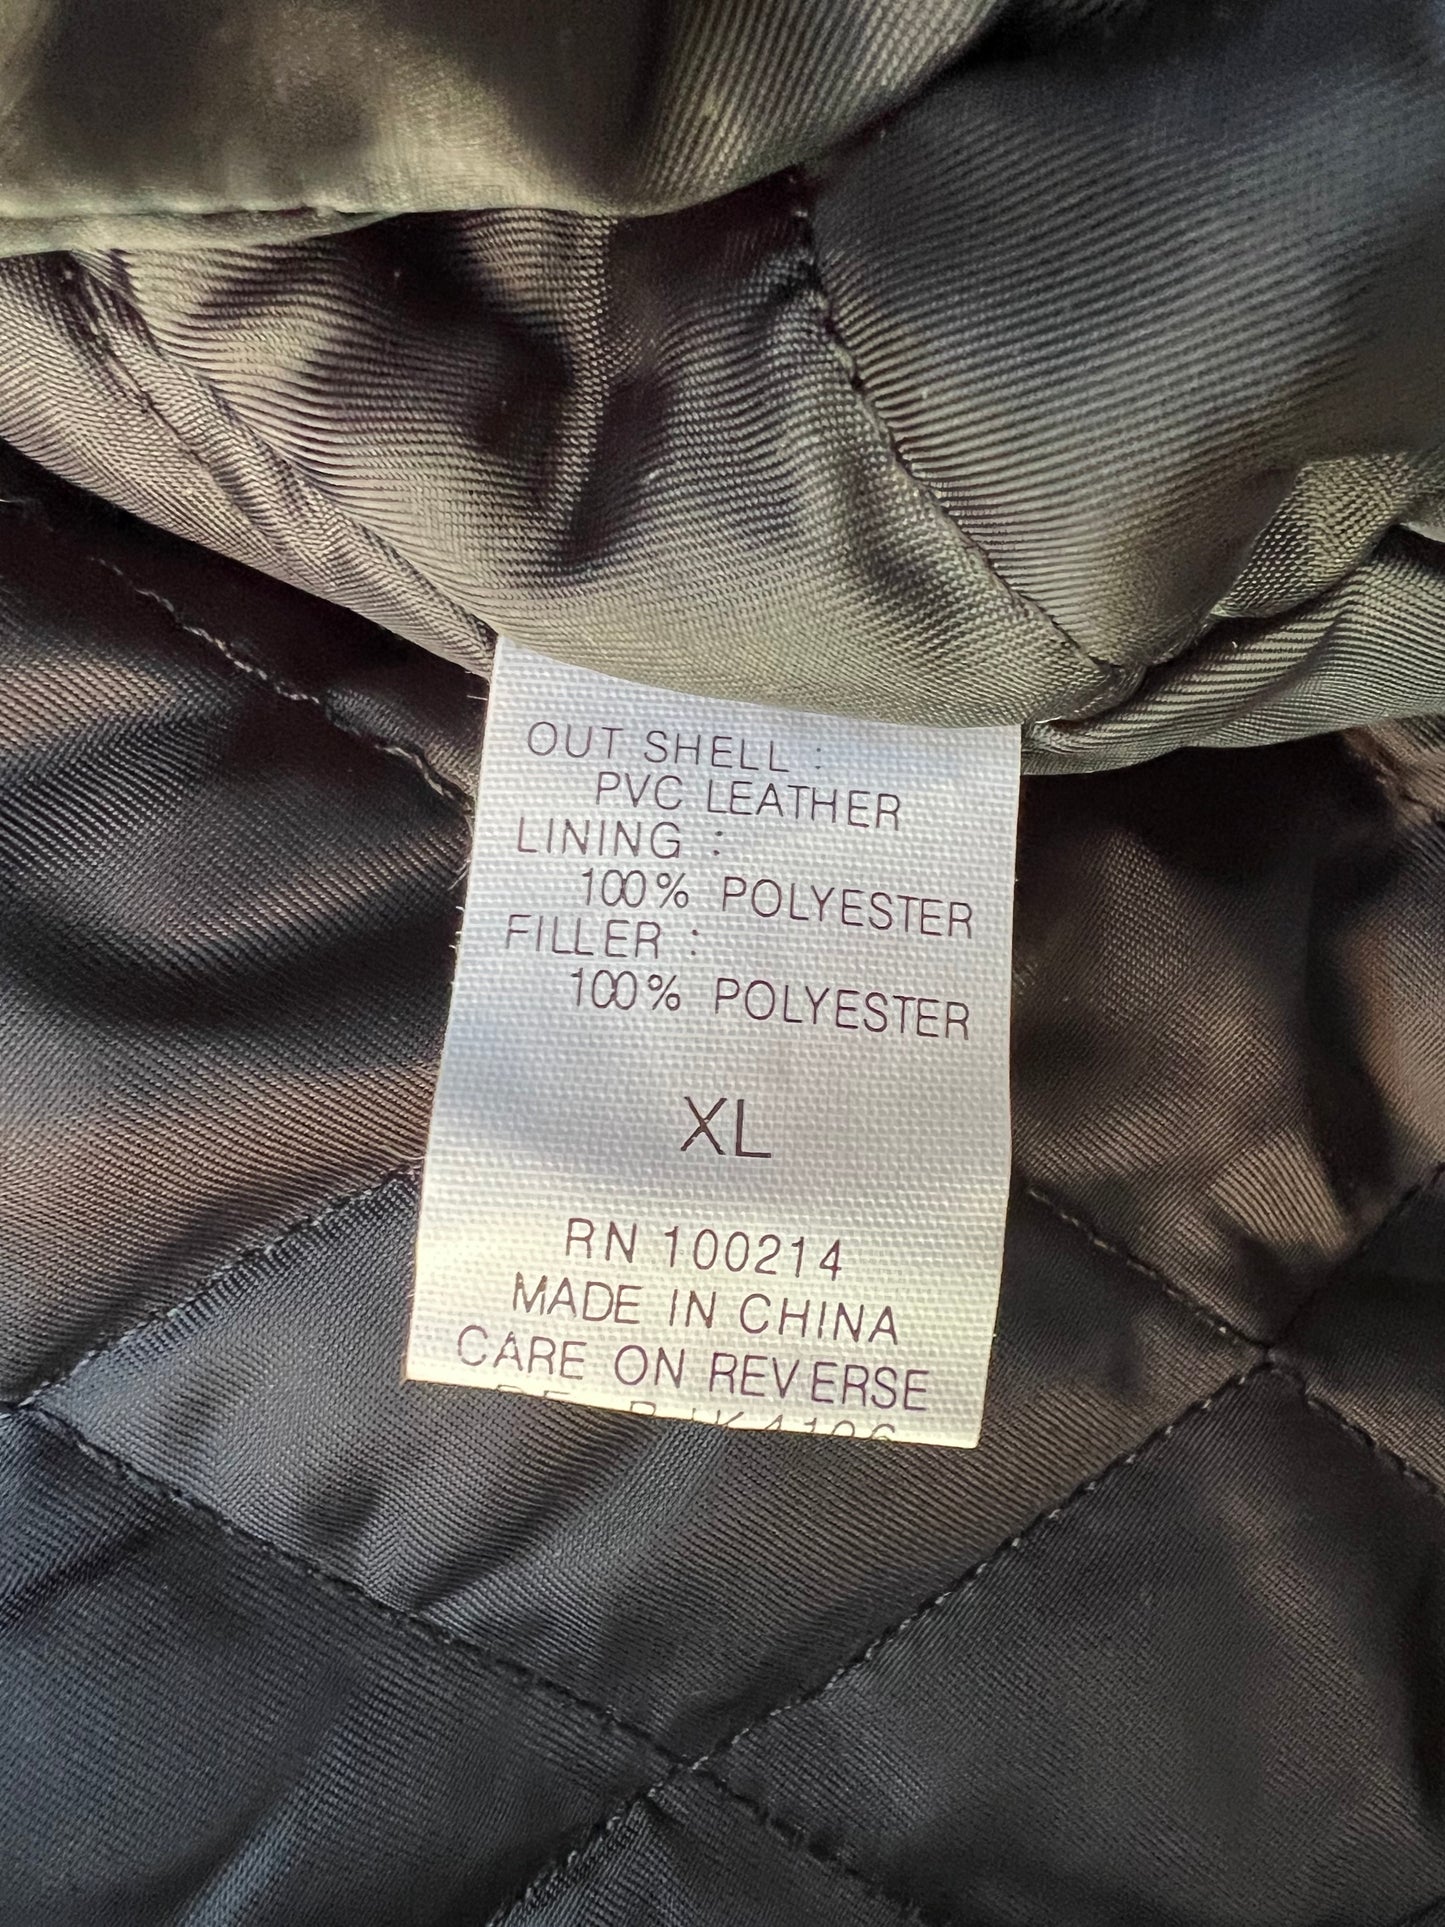 OUT SHELL :
PVC LEATHER
LINING :
100% POLYESTER
FILLER :
100% POLYESTER
XL
RN 100214
MADE IN CHINA
CARE ON REVERSE